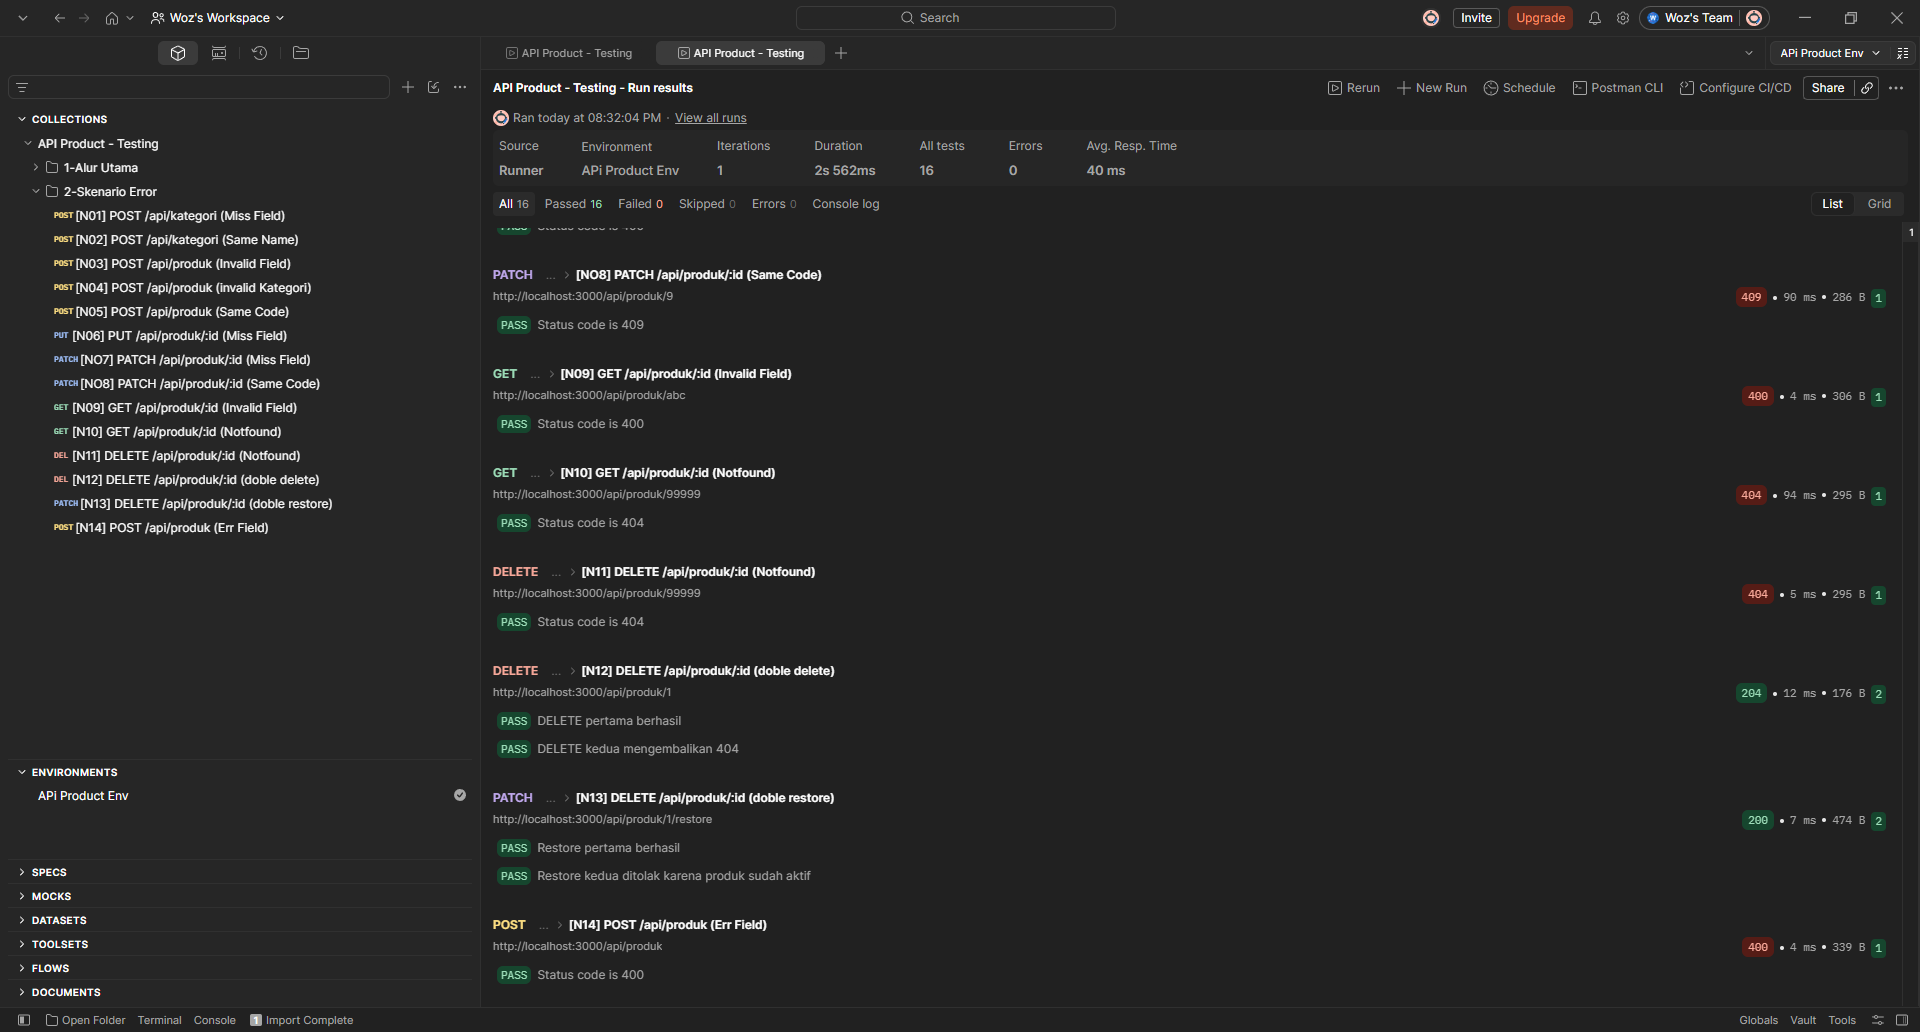 Woz's Workspace
Search
Invite
Upgrade
Woz's Team
API Product - Testing
API Product - Testing
APi Product Env
COLLECTIONS
API Product - Testing
1-Alur Utama
2-Skenario Error
POST [N01] POST /api/kategori (Miss Field)
POST [N02] POST /api/kategori (Same Name)
POST [N03] POST /api/produk (Invalid Field)
POST [N04] POST /api/produk (invalid Kategori)
POST [N05] POST /api/produk (Same Code)
PUT [N06] PUT /api/produk/:id (Miss Field)
PATCH [NO7] PATCH /api/produk/:id (Miss Field)
PATCH [NO8] PATCH /api/produk/:id (Same Code)
GET [N09] GET /api/produk/:id (Invalid Field)
GET [N10] GET /api/produk/:id (Notfound)
DEL [N11] DELETE /api/produk/:id (Notfound)
DEL [N12] DELETE /api/produk/:id (doble delete)
PATCH [N13] DELETE /api/produk/:id (doble restore)
POST [N14] POST /api/produk (Err Field)
ENVIRONMENTS
APi Product Env
SPECS
MOCKS
DATASETS
TOOLSETS
FLOWS
DOCUMENTS
API Product - Testing - Run results
Rerun
New Run
Schedule
Postman CLI
Configure CI/CD
Share
Ran today at 08:32:04 PM · View all runs
Source Environment Iterations Duration All tests Errors Avg. Resp. Time
Runner APi Product Env 1 2s 562ms 16 0 40 ms
All 16 Passed 16 Failed 0 Skipped 0 Errors 0 Console log
List Grid
1
PASS Status code is 400
PATCH ... > [NO8] PATCH /api/produk/:id (Same Code)
http://localhost:3000/api/produk/9
409 • 90 ms • 286 B 1
PASS Status code is 409
GET ... > [N09] GET /api/produk/:id (Invalid Field)
http://localhost:3000/api/produk/abc
400 • 4 ms • 306 B 1
PASS Status code is 400
GET ... > [N10] GET /api/produk/:id (Notfound)
http://localhost:3000/api/produk/99999
404 • 94 ms • 295 B 1
PASS Status code is 404
DELETE ... > [N11] DELETE /api/produk/:id (Notfound)
http://localhost:3000/api/produk/99999
404 • 5 ms • 295 B 1
PASS Status code is 404
DELETE ... > [N12] DELETE /api/produk/:id (doble delete)
http://localhost:3000/api/produk/1
204 • 12 ms • 176 B 2
PASS DELETE pertama berhasil
PASS DELETE kedua mengembalikan 404
PATCH ... > [N13] DELETE /api/produk/:id (doble restore)
http://localhost:3000/api/produk/1/restore
200 • 7 ms • 474 B 2
PASS Restore pertama berhasil
PASS Restore kedua ditolak karena produk sudah aktif
POST ... > [N14] POST /api/produk (Err Field)
http://localhost:3000/api/produk
400 • 4 ms • 339 B 1
PASS Status code is 400
Open Folder Terminal Console 1 Import Complete
Globals Vault Tools